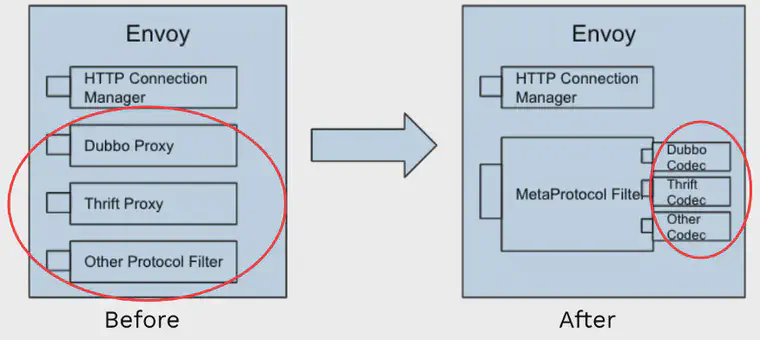 Envoy
HTTP Connection
Manager
Dubbo Proxy
Thrift Proxy
Other Protocol Filter
Before
Envoy
HTTP Connection
Manager
MetaProtocol Filter
Dubbo
Codec
Thrift
Codec
Other
Codec
After